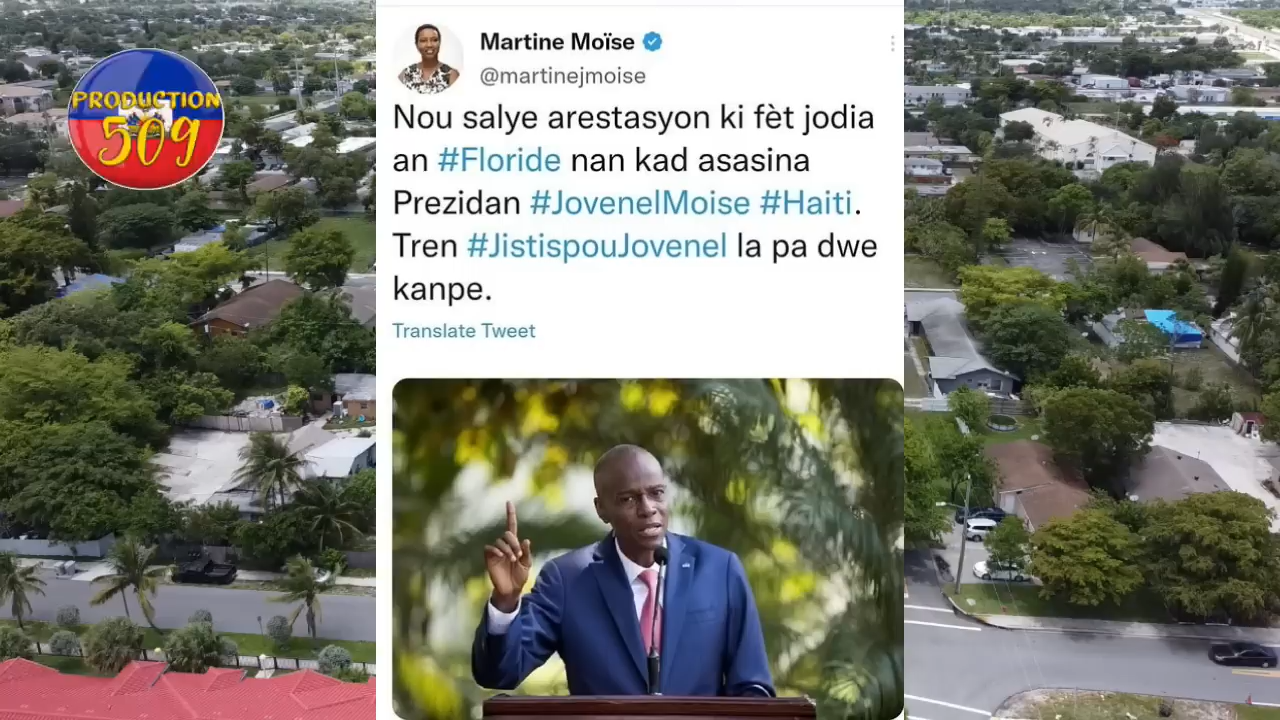 PRODUCTION
509
Martine Moïse
@martinejmoise
Nou salye arestasyon ki fèt jodia
an #Floride nan kad asasina
Prezidan #JovenelMoise #Haiti.
Tren #JistispouJovenel la pa dwe
kanpe.
Translate Tweet